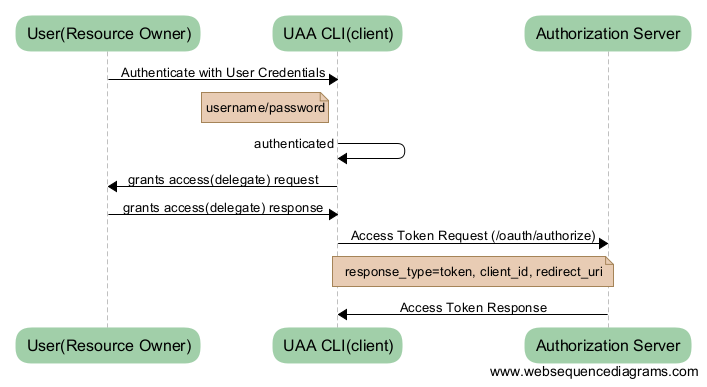 User(Resource Owner) UAA CLI(client) Authorization Server
Authenticate with User Credentials
username/password
authenticated
grants access(delegate) request
grants access(delegate) response
Access Token Request (/oauth/authorize)
response_type=token, client_id, redirect_uri
Access Token Response
User(Resource Owner) UAA CLI(client) Authorization Server
www.websequencediagrams.com